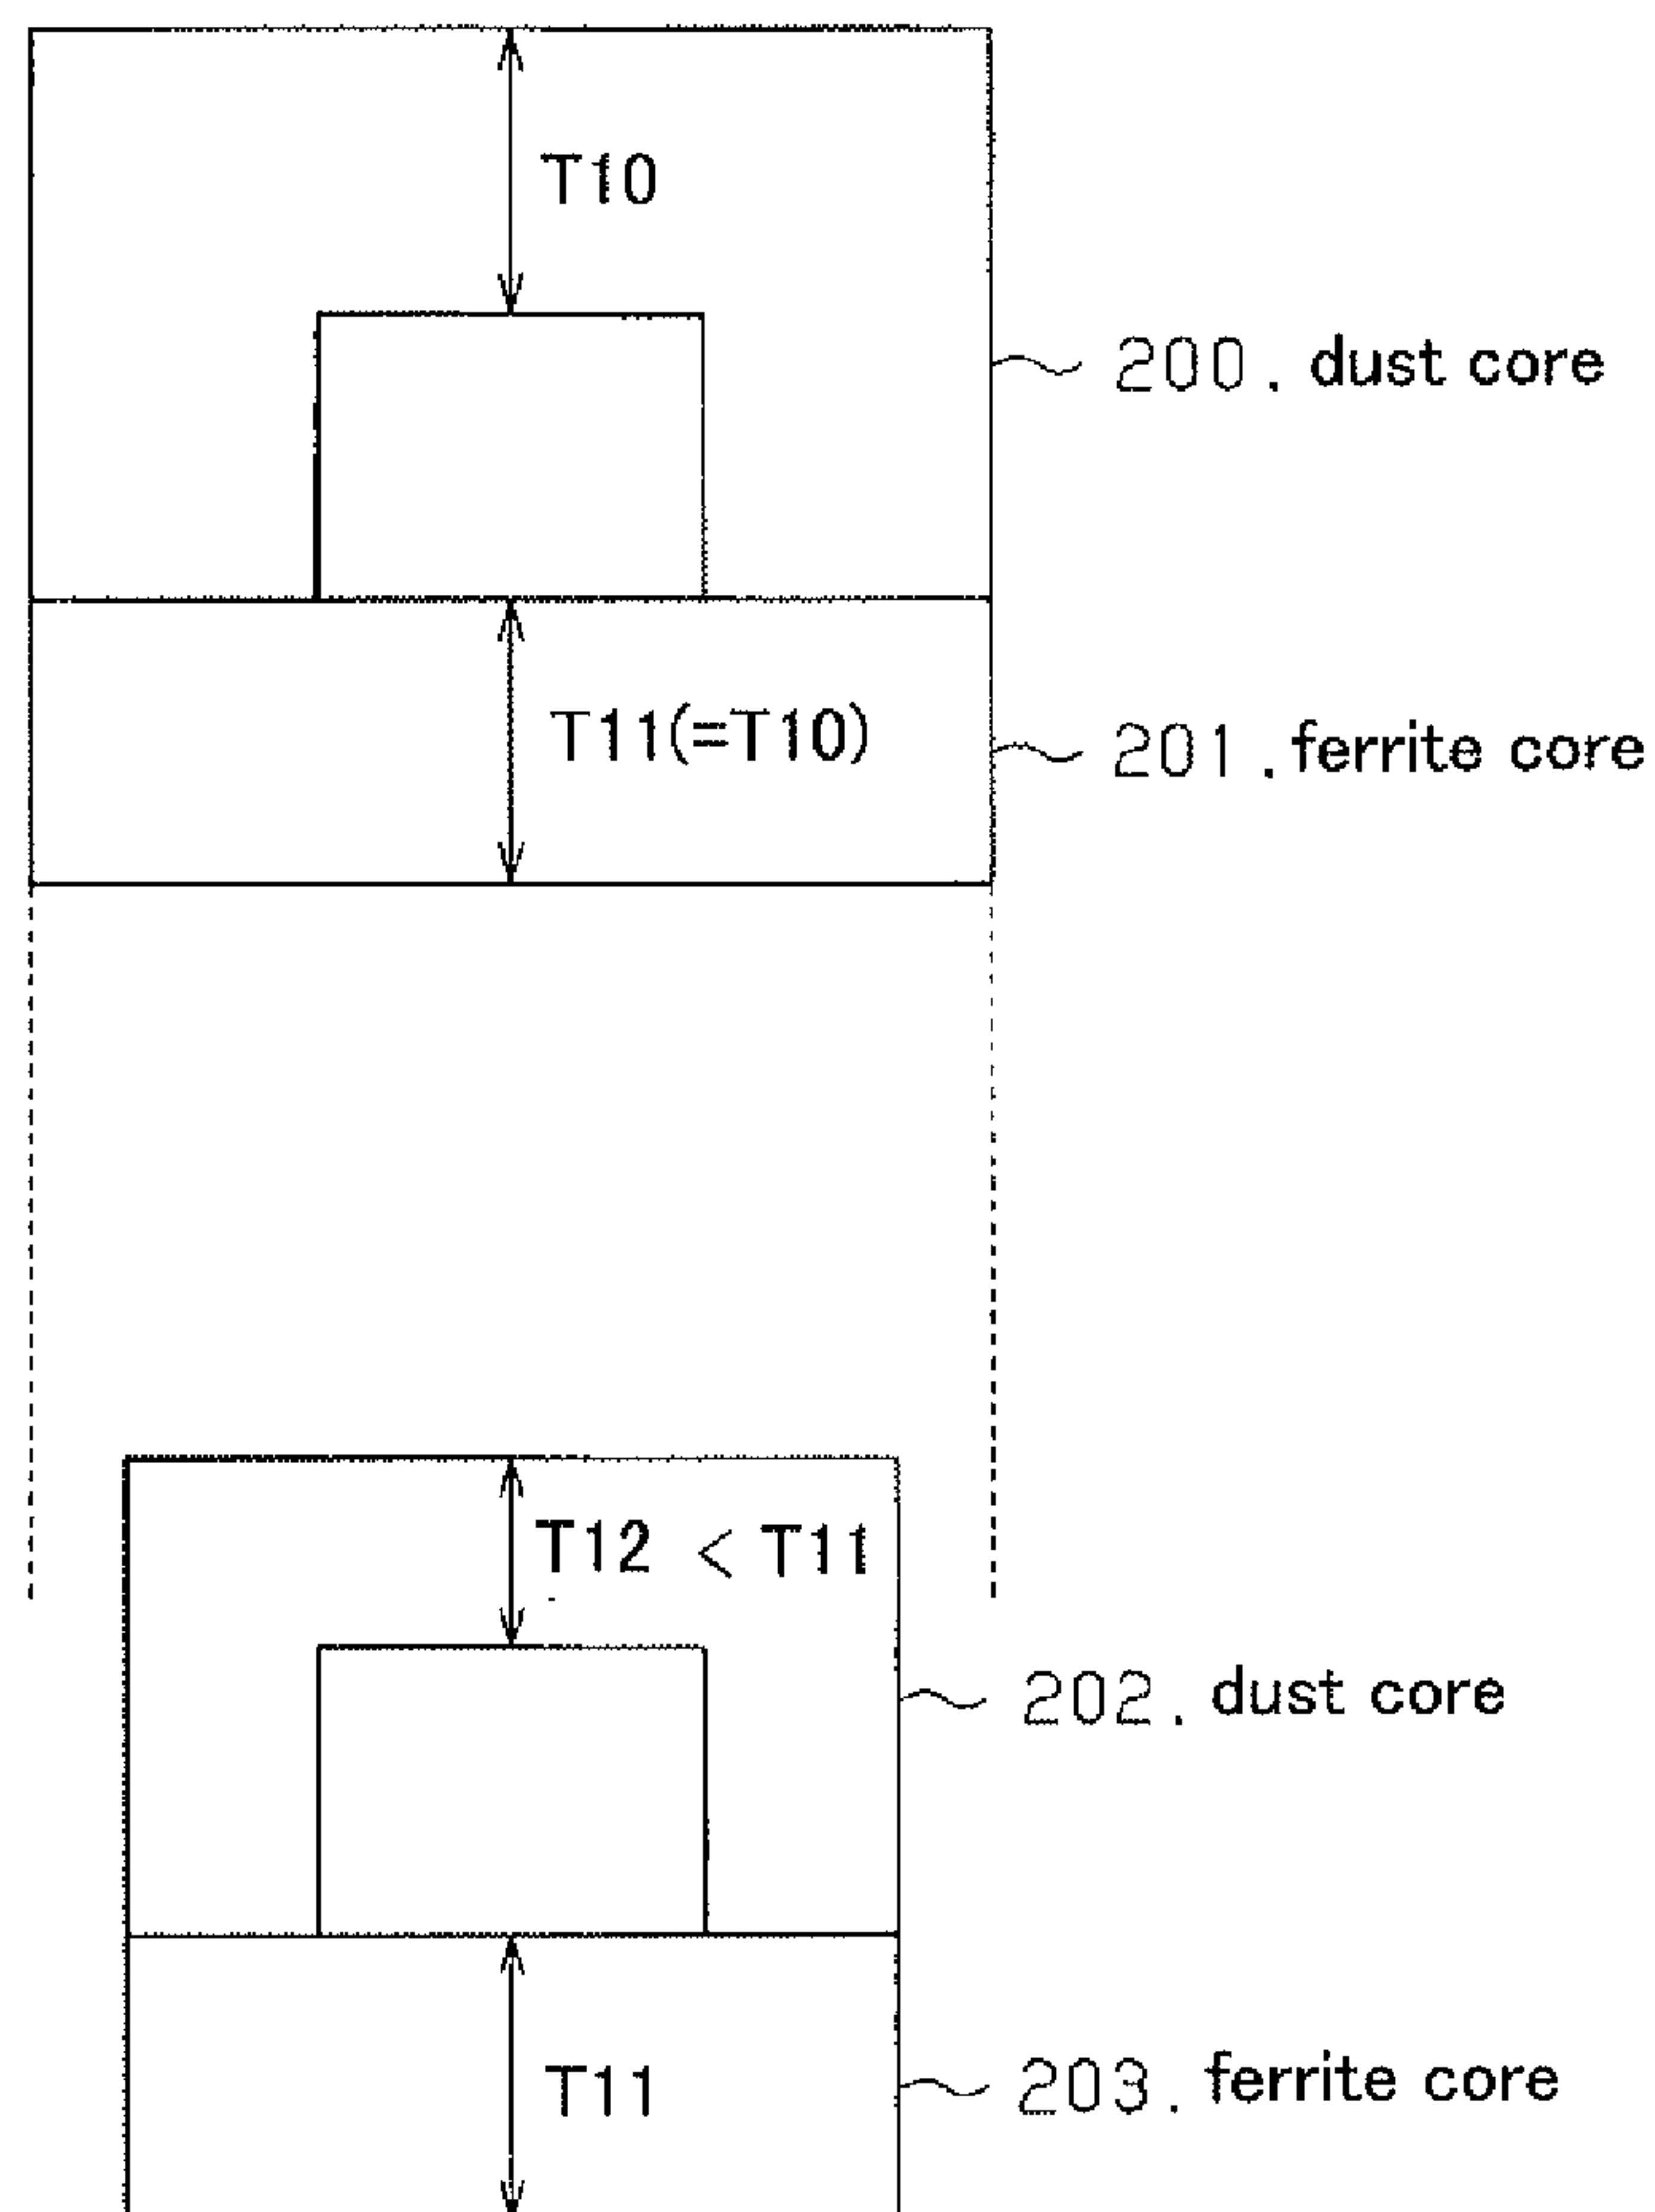 T10
200. dust core
T11(=T10)
201. ferrite core
T12 < T11
202. dust core
T11
203. ferrite core